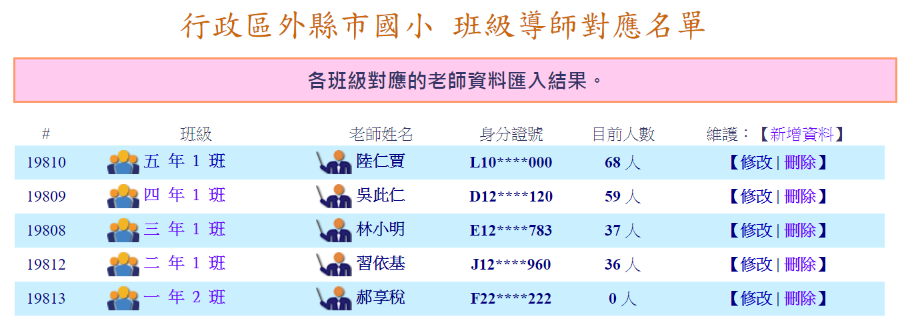 行政區外縣市國小 班級導師對應名單
各班級對應的老師資料匯入結果。
# 班級 老師姓名 身分證號 目前人數 維護：【新增資料】
19810 五 年 1 班 陸仁賈 L10****000 68 人 【修改 | 刪除】
19809 四 年 1 班 吳此仁 D12****120 59 人 【修改 | 刪除】
19808 三 年 1 班 林小明 E12****783 37 人 【修改 | 刪除】
19812 二 年 1 班 習依基 J12****960 36 人 【修改 | 刪除】
19813 一 年 2 班 郝享稅 F22****222 0 人 【修改 | 刪除】